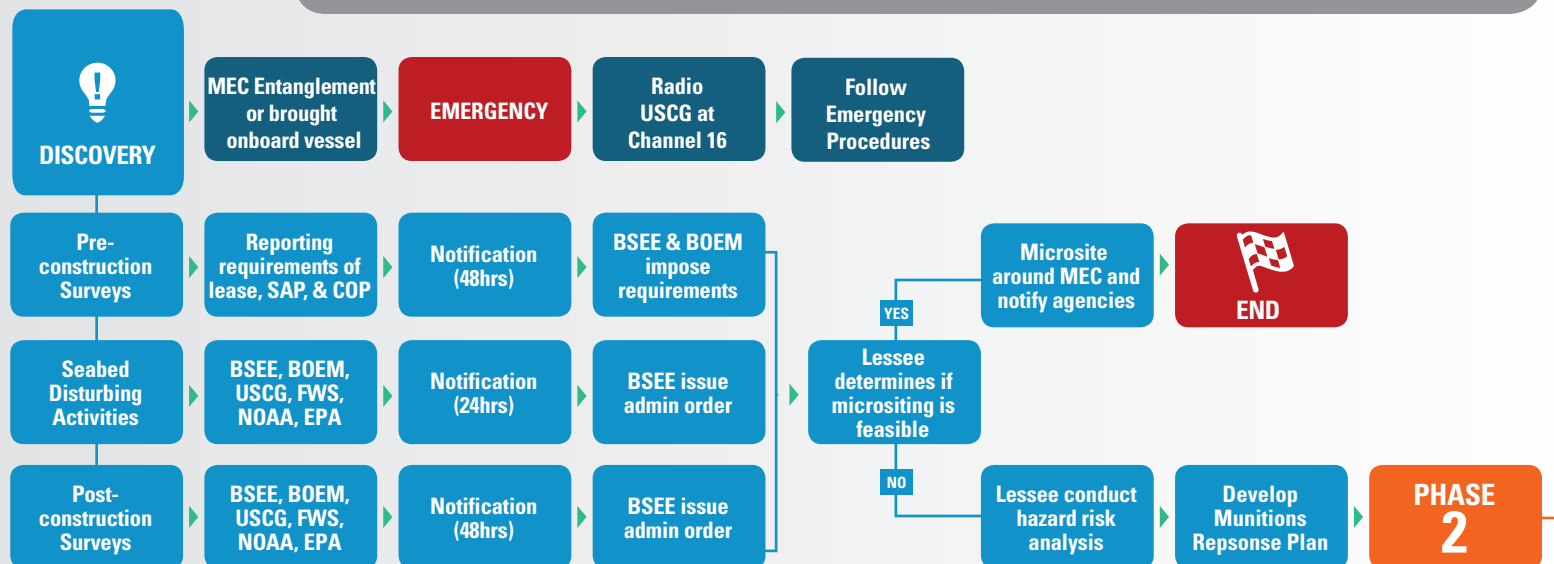 DISCOVERY
MEC Entanglement
or brought
onboard vessel
EMERGENCY
Radio
USCG at
Channel 16
Follow
Emergency
Procedures
Pre-
construction
Surveys
Reporting
requirements of
lease, SAP, & COP
Notification
(48hrs)
BSEE & BOEM
impose
requirements
Seabed
Disturbing
Activities
BSEE, BOEM,
USCG, FWS,
NOAA, EPA
Notification
(24hrs)
BSEE issue
admin order
Post-
construction
Surveys
BSEE, BOEM,
USCG, FWS,
NOAA, EPA
Notification
(48hrs)
BSEE issue
admin order
Lessee
determines if
micrositing is
feasible
YES
Microsite
around MEC and
notify agencies
END
NO
Lessee conduct
hazard risk
analysis
Develop
Munitions
Repsonse Plan
PHASE
2